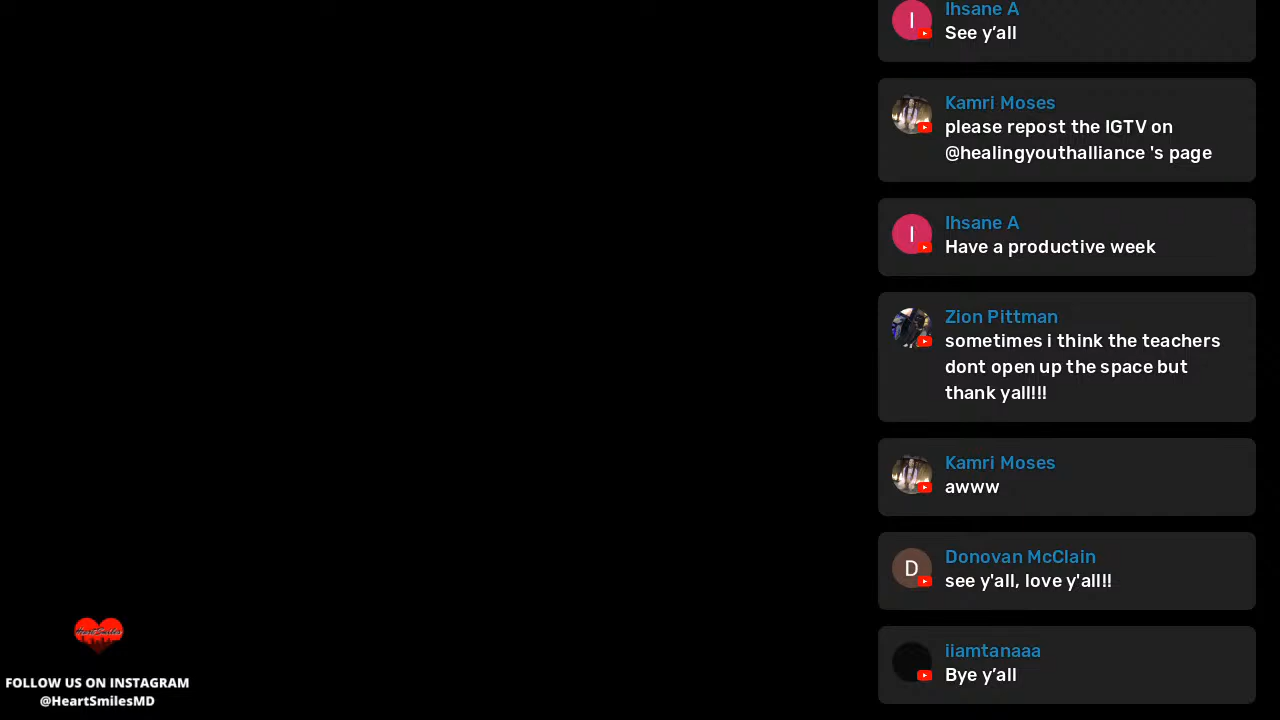 Ihsane A
See y’all
Kamri Moses
please repost the IGTV on
@healingyouthalliance 's page
I
Ihsane A
Have a productive week
Zion Pittman
sometimes i think the teachers
dont open up the space but
thank yall!!!
Kamri Moses
awww
D
Donovan McClain
see y'all, love y'all!!
iiamtanaaa
Bye y’all
I
HeartSmiles
FOLLOW US ON INSTAGRAM
@HeartSmilesMD